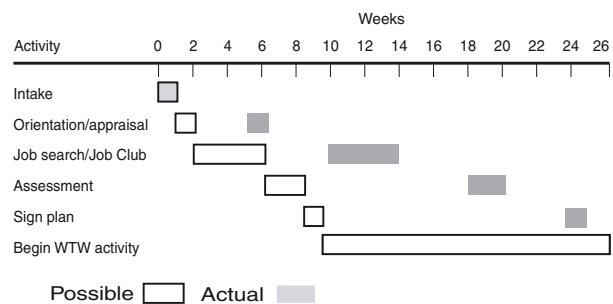 Weeks
Activity 0 2 4 6 8 10 12 14 16 18 20 22 24 26
Intake
Orientation/appraisal
Job search/Job Club
Assessment
Sign plan
Begin WTW activity
Possible Actual